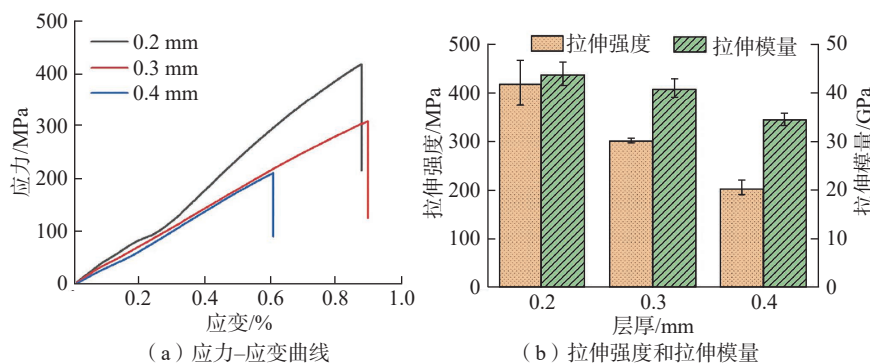 500
400
300
200
100
0
应力/MPa
0.2 mm
0.3 mm
0.4 mm
0.2 0.4 0.6 0.8 1.0
应变/%
(a)应力–应变曲线
500
400
300
200
100
0
拉伸强度/MPa
拉伸强度 拉伸模量
50
40
30
20
10
0
拉伸模量/GPa
0.2 0.3 0.4
层厚/mm
(b)拉伸强度和拉伸模量